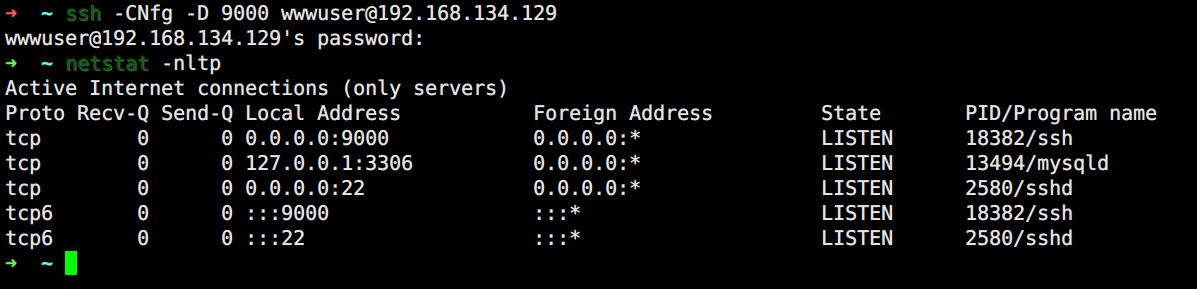 ➜  ~ ssh -CNfg -D 9000 wwwuser@192.168.134.129
wwwuser@192.168.134.129's password:
➜  ~ netstat -nltp
Active Internet connections (only servers)
Proto Recv-Q Send-Q Local Address           Foreign Address         State       PID/Program name
tcp        0      0 0.0.0.0:9000            0.0.0.0:*               LISTEN      18382/ssh
tcp        0      0 127.0.0.1:3306          0.0.0.0:*               LISTEN      13494/mysqld
tcp        0      0 0.0.0.0:22              0.0.0.0:*               LISTEN      2580/sshd
tcp6       0      0 :::9000                 :::*                    LISTEN      18382/ssh
tcp6       0      0 :::22                   :::*                    LISTEN      2580/sshd
➜  ~